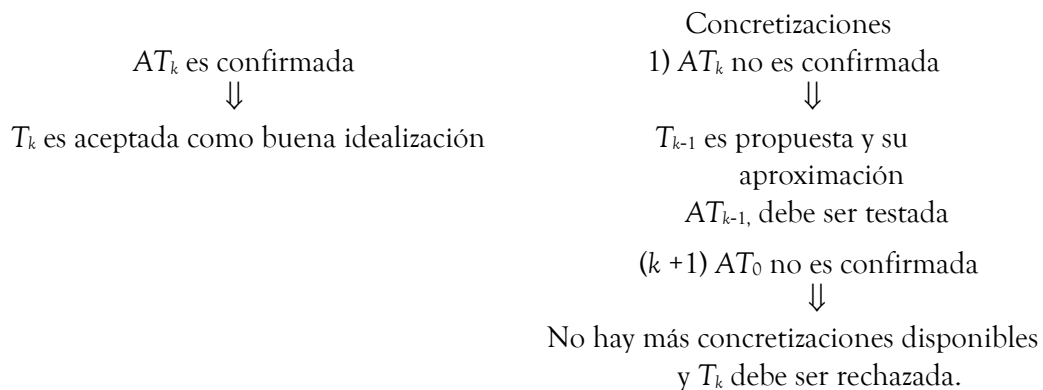 ATk es confirmada
⇓
Tk es aceptada como buena idealización
Concretizaciones
1) ATk no es confirmada
⇓
Tk-1 es propuesta y su
aproximación
ATk-1, debe ser testada
(k +1) AT0 no es confirmada
⇓
No hay más concretizaciones disponibles
y Tk debe ser rechazada.